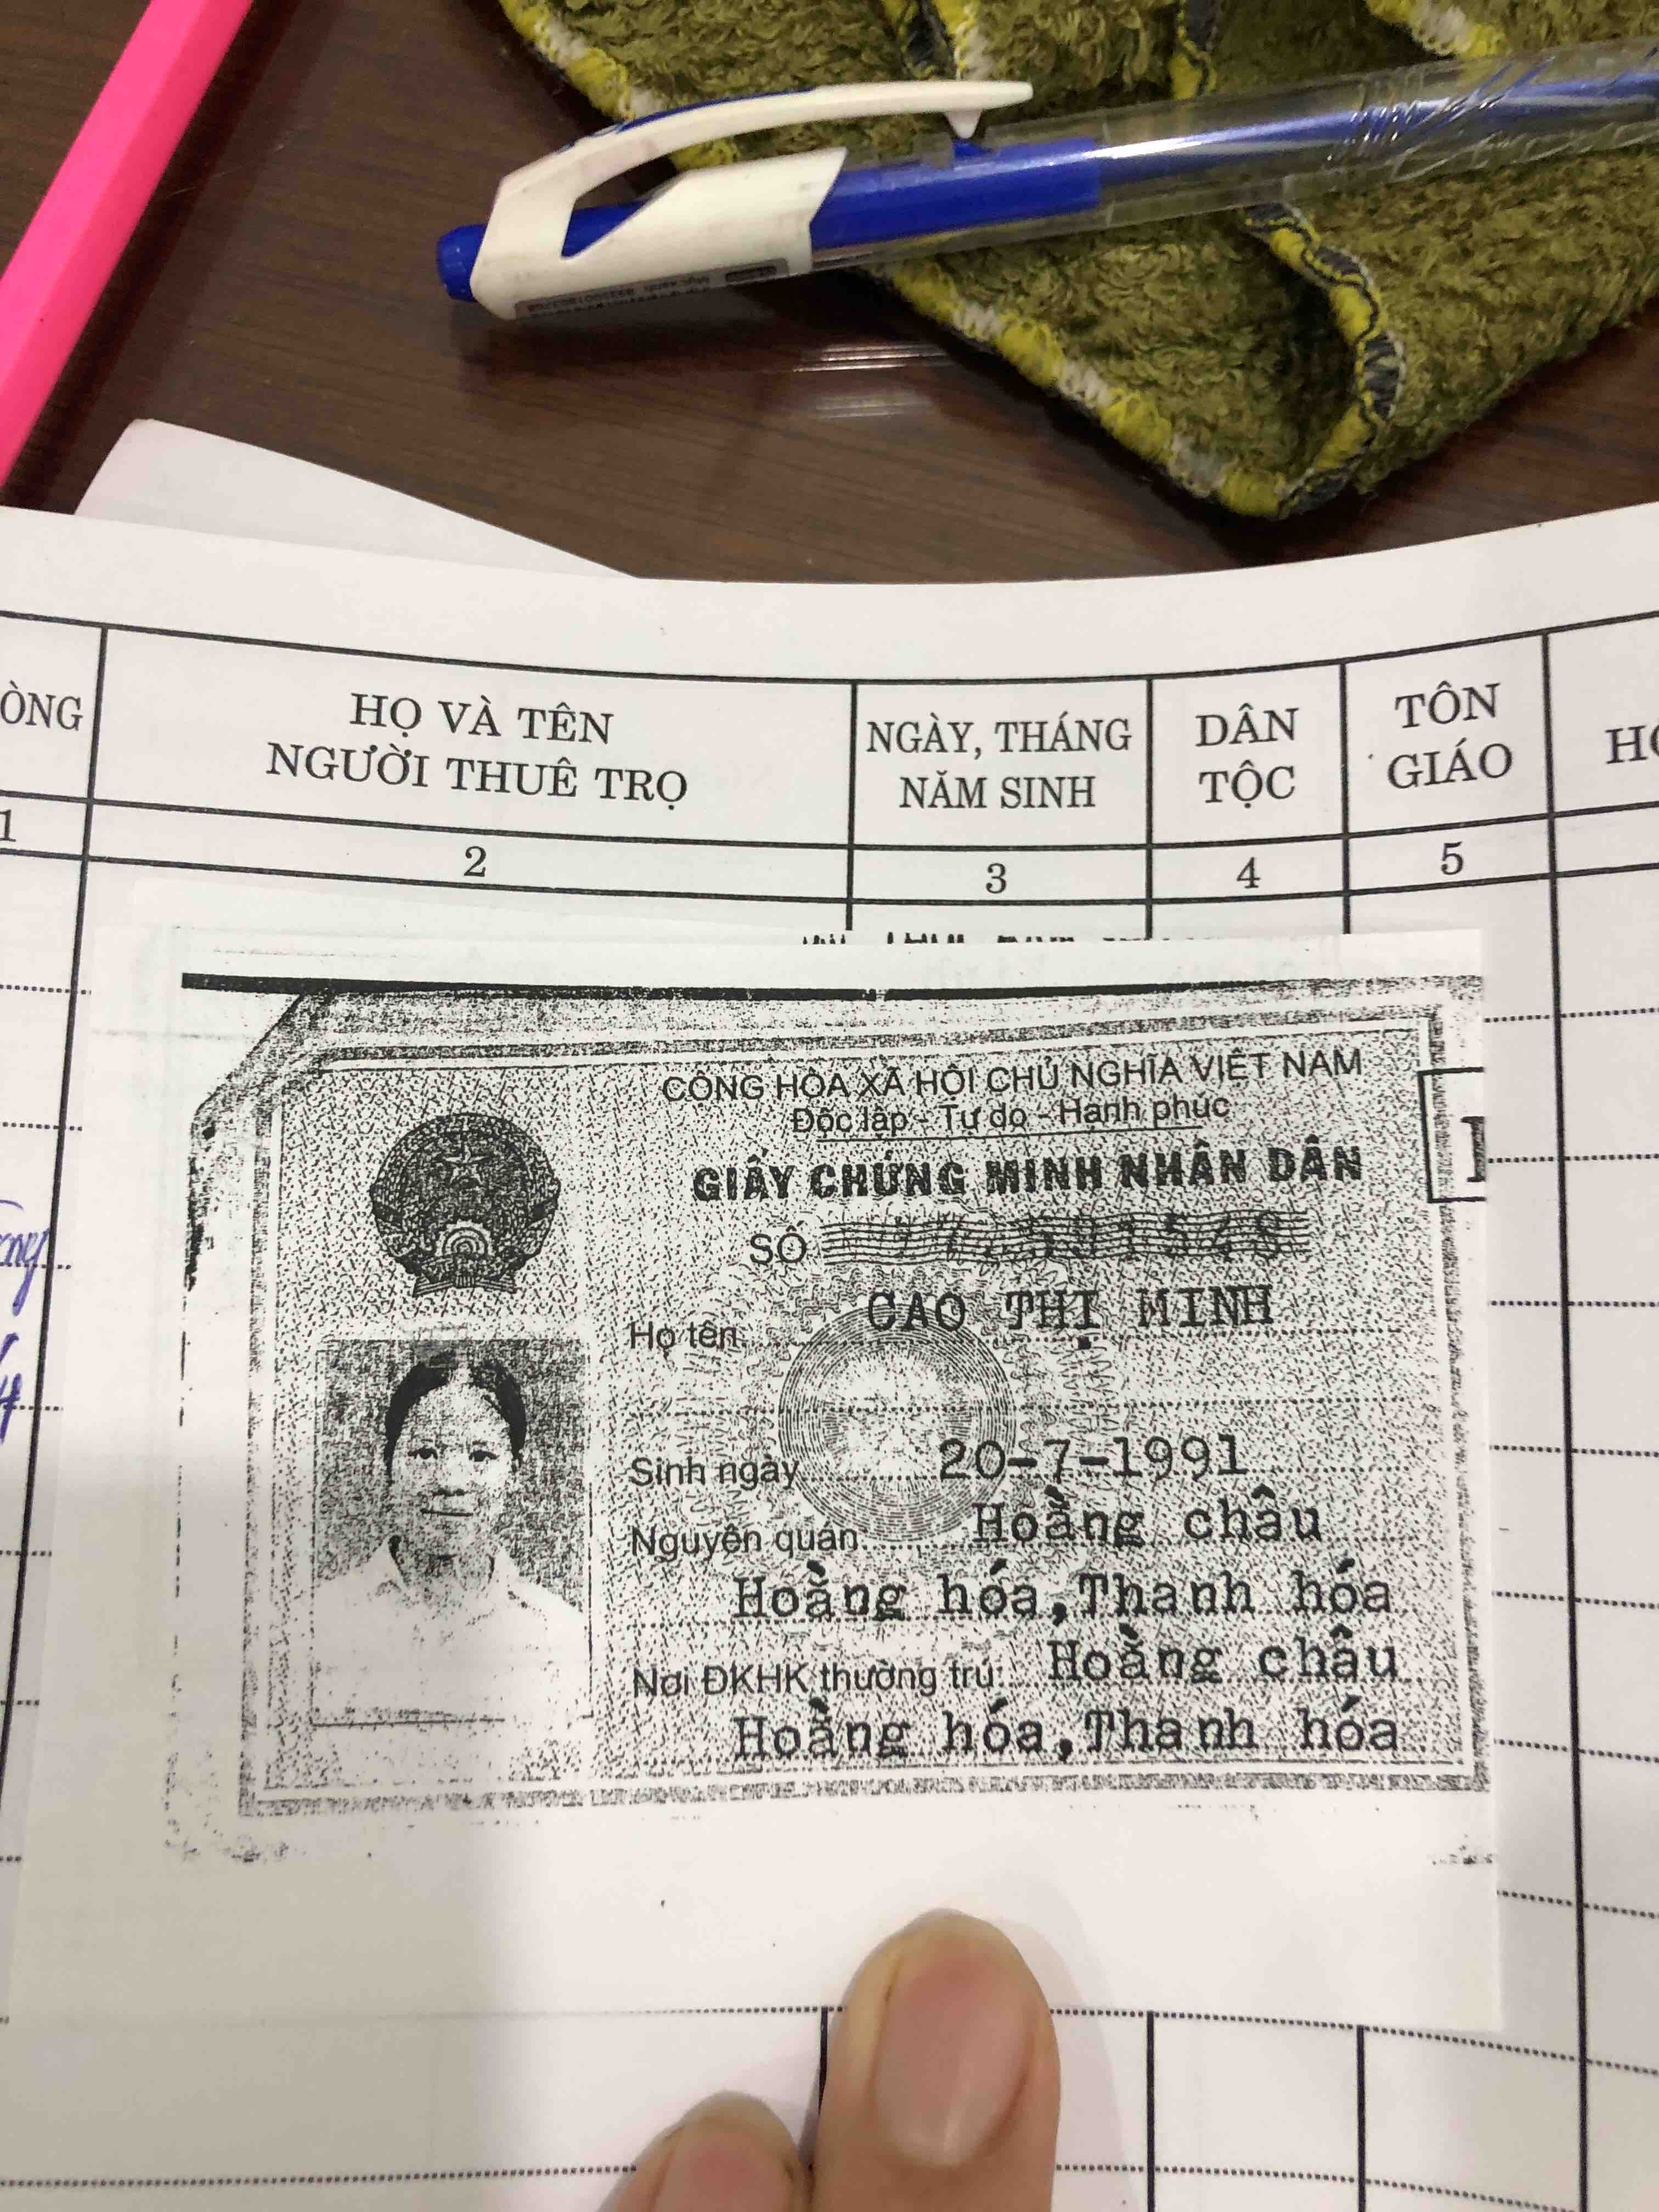 ÒNG
HỌ VÀ TÊN
NGƯỜI THUÊ TRỌ
NGÀY, THÁNG
NĂM SINH
DÂN
TỘC
TÔN
GIÁO
1
2
3
4
5
CỘNG HÒA XÃ HỘI CHỦ NGHĨA VIỆT NAM
Độc lập - Tự do - Hạnh phúc
GIẤY CHỨNG MINH NHÂN DÂN
SỐ
Họ tên CAO THỊ MINH
Sinh ngày 20-7-1991
Nguyên quán Hoằng châu
Hoằng hóa,Thanh hóa
Nơi ĐKHK thường trú: Hoằng châu
Hoằng hóa,Thanh hóa